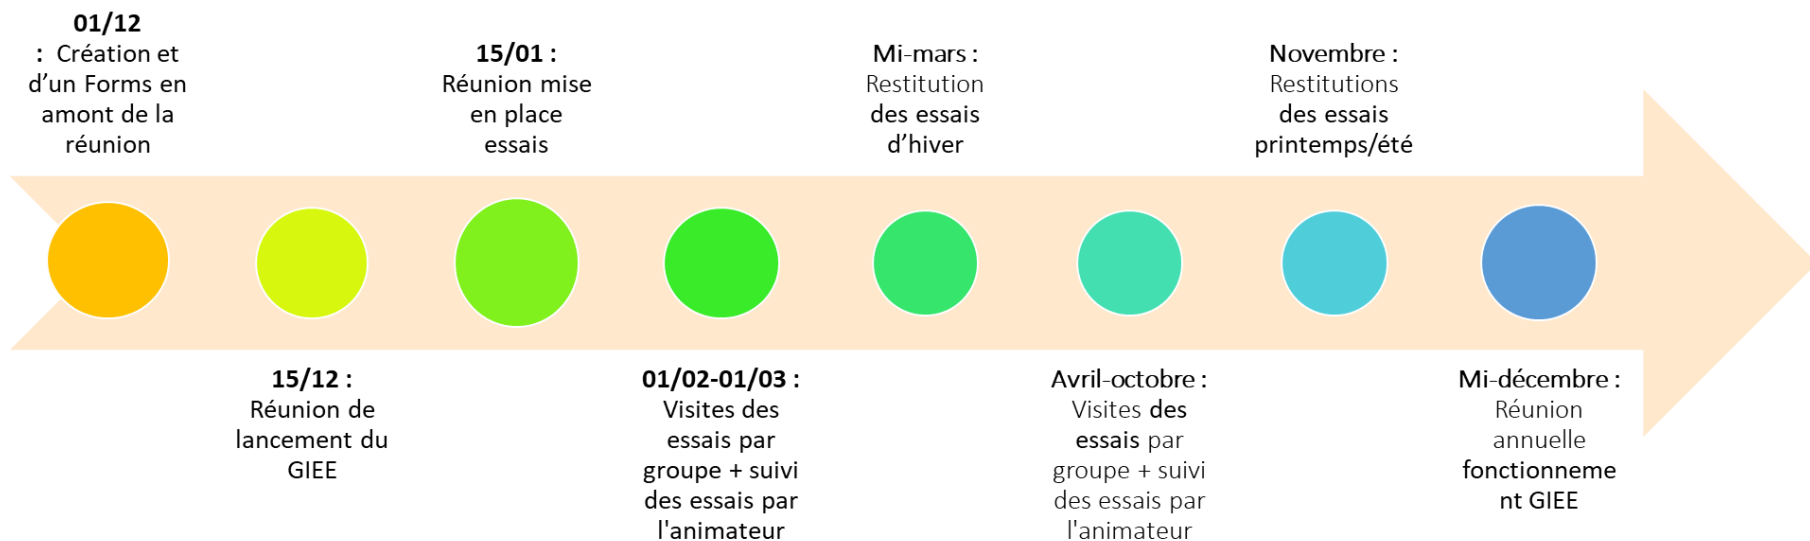 01/12
: Création et
d’un Forms en
amont de la
réunion
15/12 :
Réunion de
lancement du
GIEE
15/01 :
Réunion mise
en place
essais
01/02-01/03 :
Visites des
essais par
groupe + suivi
des essais par
l'animateur
Mi-mars :
Restitution
des essais
d’hiver
Avril-octobre :
Visites des
essais par
groupe + suivi
des essais par
l'animateur
Novembre :
Restitutions
des essais
printemps/été
Mi-décembre :
Réunion
annuelle
fonctionneme
nt GIEE